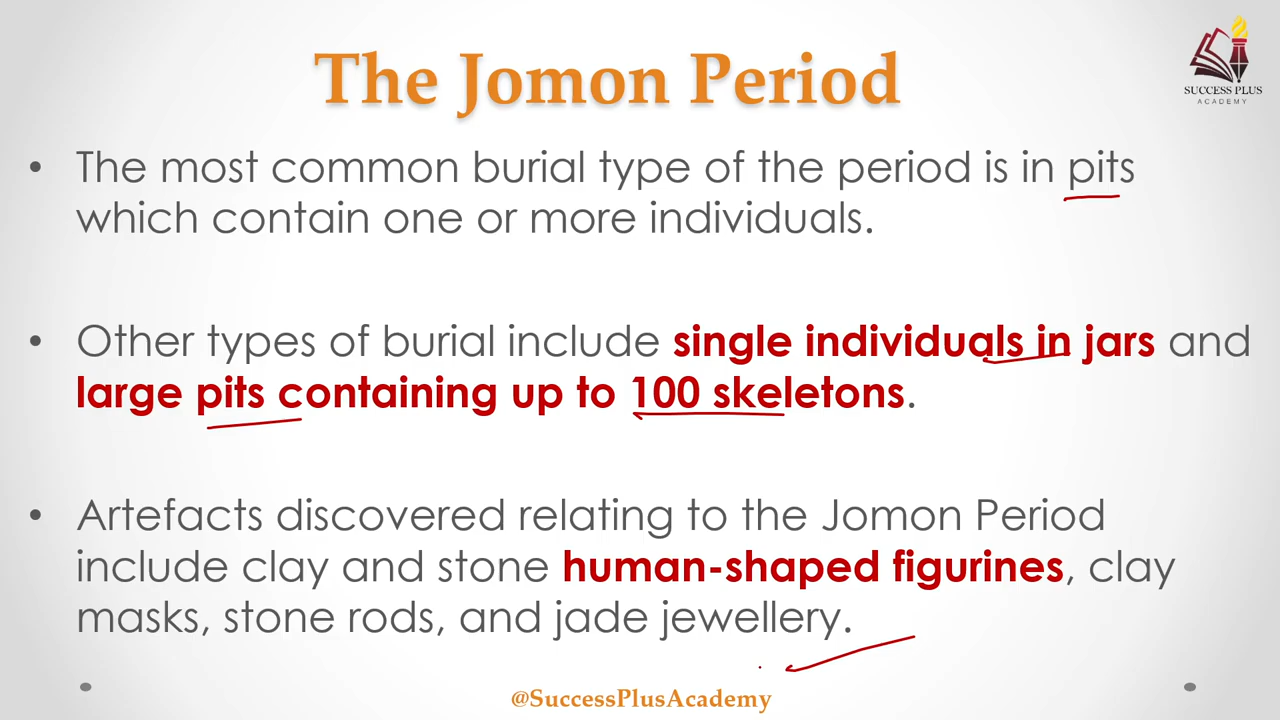 The Jomon Period
SUCCESS PLUS
ACADEMY
• The most common burial type of the period is in pits
which contain one or more individuals.
• Other types of burial include single individuals in jars and
large pits containing up to 100 skeletons.
• Artefacts discovered relating to the Jomon Period
include clay and stone human-shaped figurines, clay
masks, stone rods, and jade jewellery.
@SuccessPlusAcademy